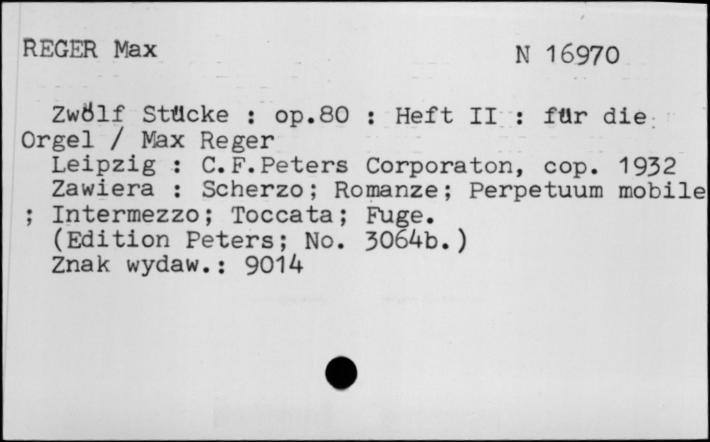 REGER Max
N 16970
Zwölf Stücke : op.80 : Heft II : für die
Orgel / Max Reger
Leipzig : C.F.Peters Corporaton, cop. 1932
Zawiera : Scherzo; Romanze; Perpetuum mobile
; Intermezzo; Toccata; Fuge.
(Edition Peters; No. 3064b.)
Znak wydaw.: 9014